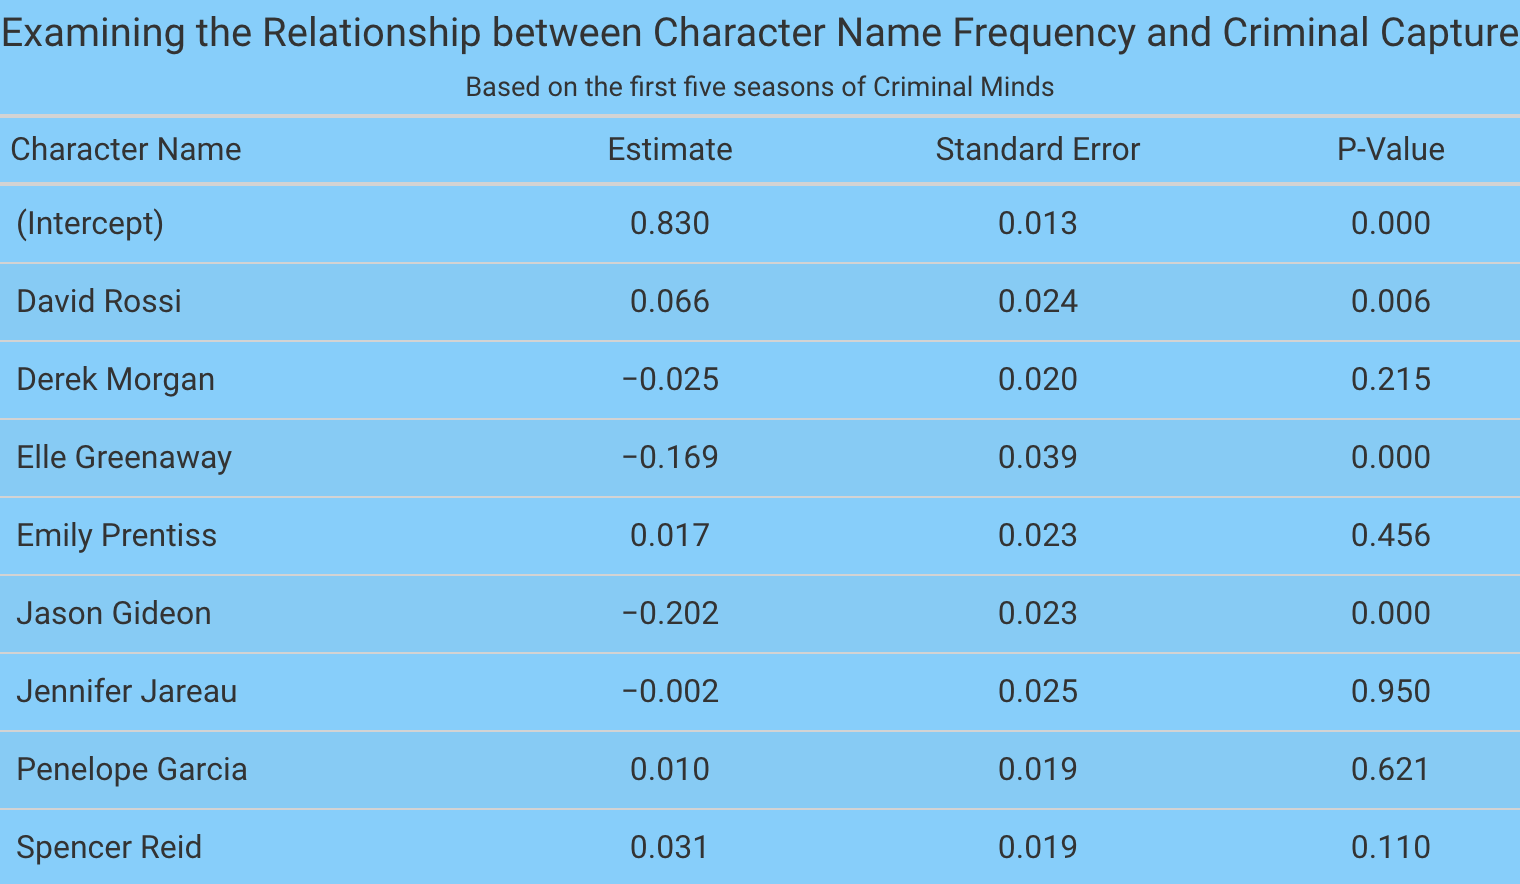 Examining the Relationship between Character Name Frequency and Criminal Capture
Based on the first five seasons of Criminal Minds
Character Name Estimate Standard Error P-Value
(Intercept) 0.830 0.013 0.000
David Rossi 0.066 0.024 0.006
Derek Morgan −0.025 0.020 0.215
Elle Greenaway −0.169 0.039 0.000
Emily Prentiss 0.017 0.023 0.456
Jason Gideon −0.202 0.023 0.000
Jennifer Jareau −0.002 0.025 0.950
Penelope Garcia 0.010 0.019 0.621
Spencer Reid 0.031 0.019 0.110